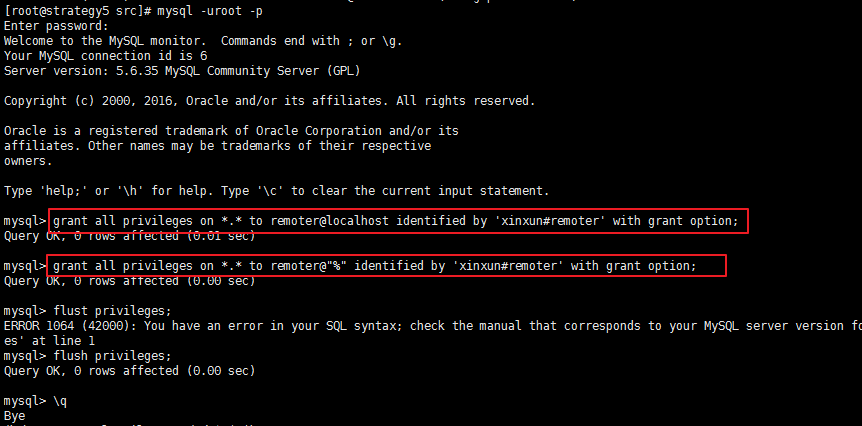 [root@strategy5 src]# mysql -uroot -p
Enter password:
Welcome to the MySQL monitor.  Commands end with ; or \g.
Your MySQL connection id is 6
Server version: 5.6.35 MySQL Community Server (GPL)
Copyright (c) 2000, 2016, Oracle and/or its affiliates. All rights reserved.
Oracle is a registered trademark of Oracle Corporation and/or its
affiliates. Other names may be trademarks of their respective
owners.
Type 'help;' or '\h' for help. Type '\c' to clear the current input statement.
mysql> grant all privileges on *.* to remoter@localhost identified by 'xinxun#remoter' with grant option;
Query OK, 0 rows affected (0.01 sec)
mysql> grant all privileges on *.* to remoter@"%" identified by 'xinxun#remoter' with grant option;
Query OK, 0 rows affected (0.00 sec)
mysql> flust privileges;
ERROR 1064 (42000): You have an error in your SQL syntax; check the manual that corresponds to your MySQL server version fo
es' at line 1
mysql> flush privileges;
Query OK, 0 rows affected (0.00 sec)
mysql> \q
Bye